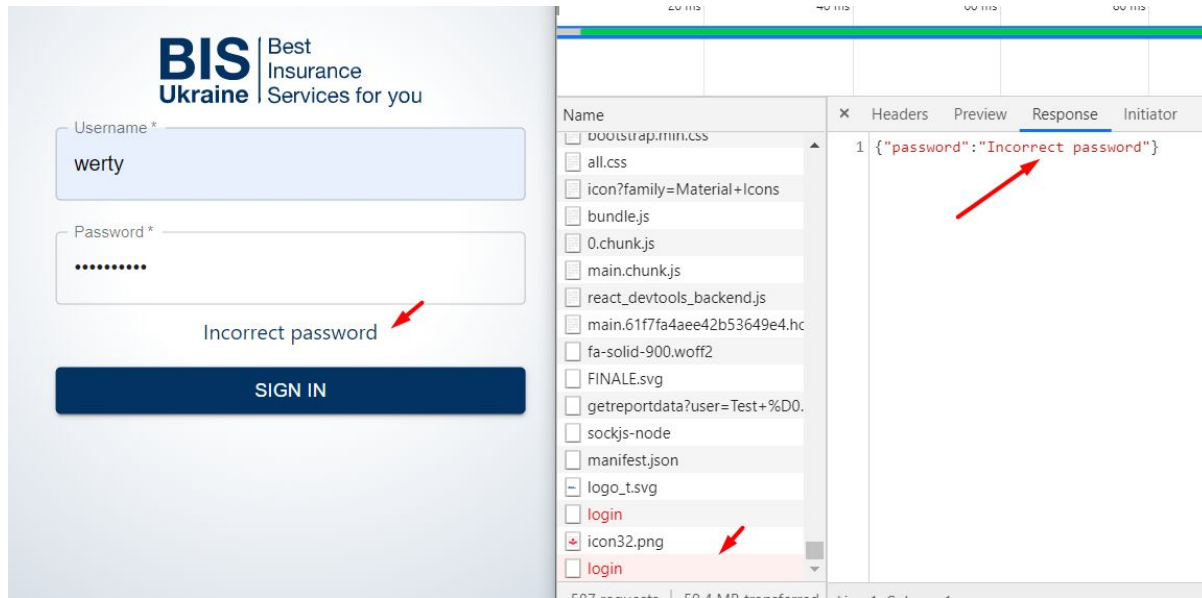 BIS
Ukraine
Best
Insurance
Services for you
Username *
werty
Password *
••••••••••
Incorrect password
SIGN IN
20 ms
40 ms
60 ms
80 ms
Name
bootstrap.min.css
all.css
icon?family=Material+Icons
bundle.js
0.chunk.js
main.chunk.js
react_devtools_backend.js
main.61f7fa4aee42b53649e4.hc
fa-solid-900.woff2
FINALE.svg
getreportdata?user=Test+%D0.
sockjs-node
manifest.json
logo_t.svg
login
icon32.png
login
× Headers Preview Response Initiator
1 {"password":"Incorrect password"}